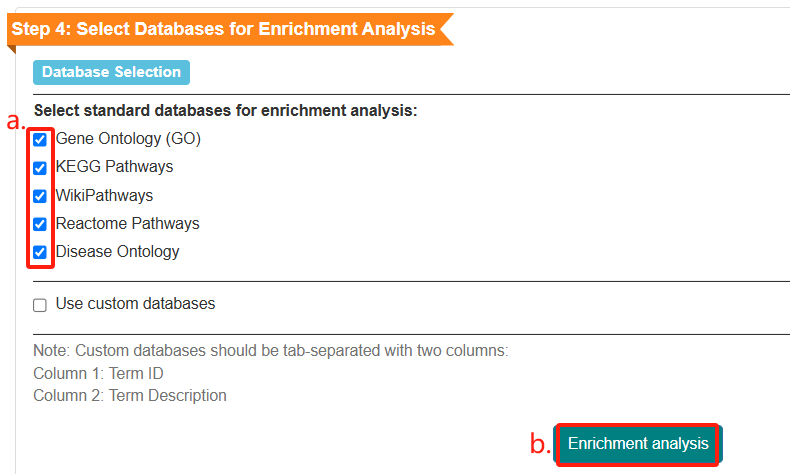 Step 4: Select Databases for Enrichment Analysis
Database Selection
Select standard databases for enrichment analysis:
a.
Gene Ontology (GO)
KEGG Pathways
WikiPathways
Reactome Pathways
Disease Ontology
Use custom databases
Note: Custom databases should be tab-separated with two columns:
Column 1: Term ID
Column 2: Term Description
b. Enrichment analysis